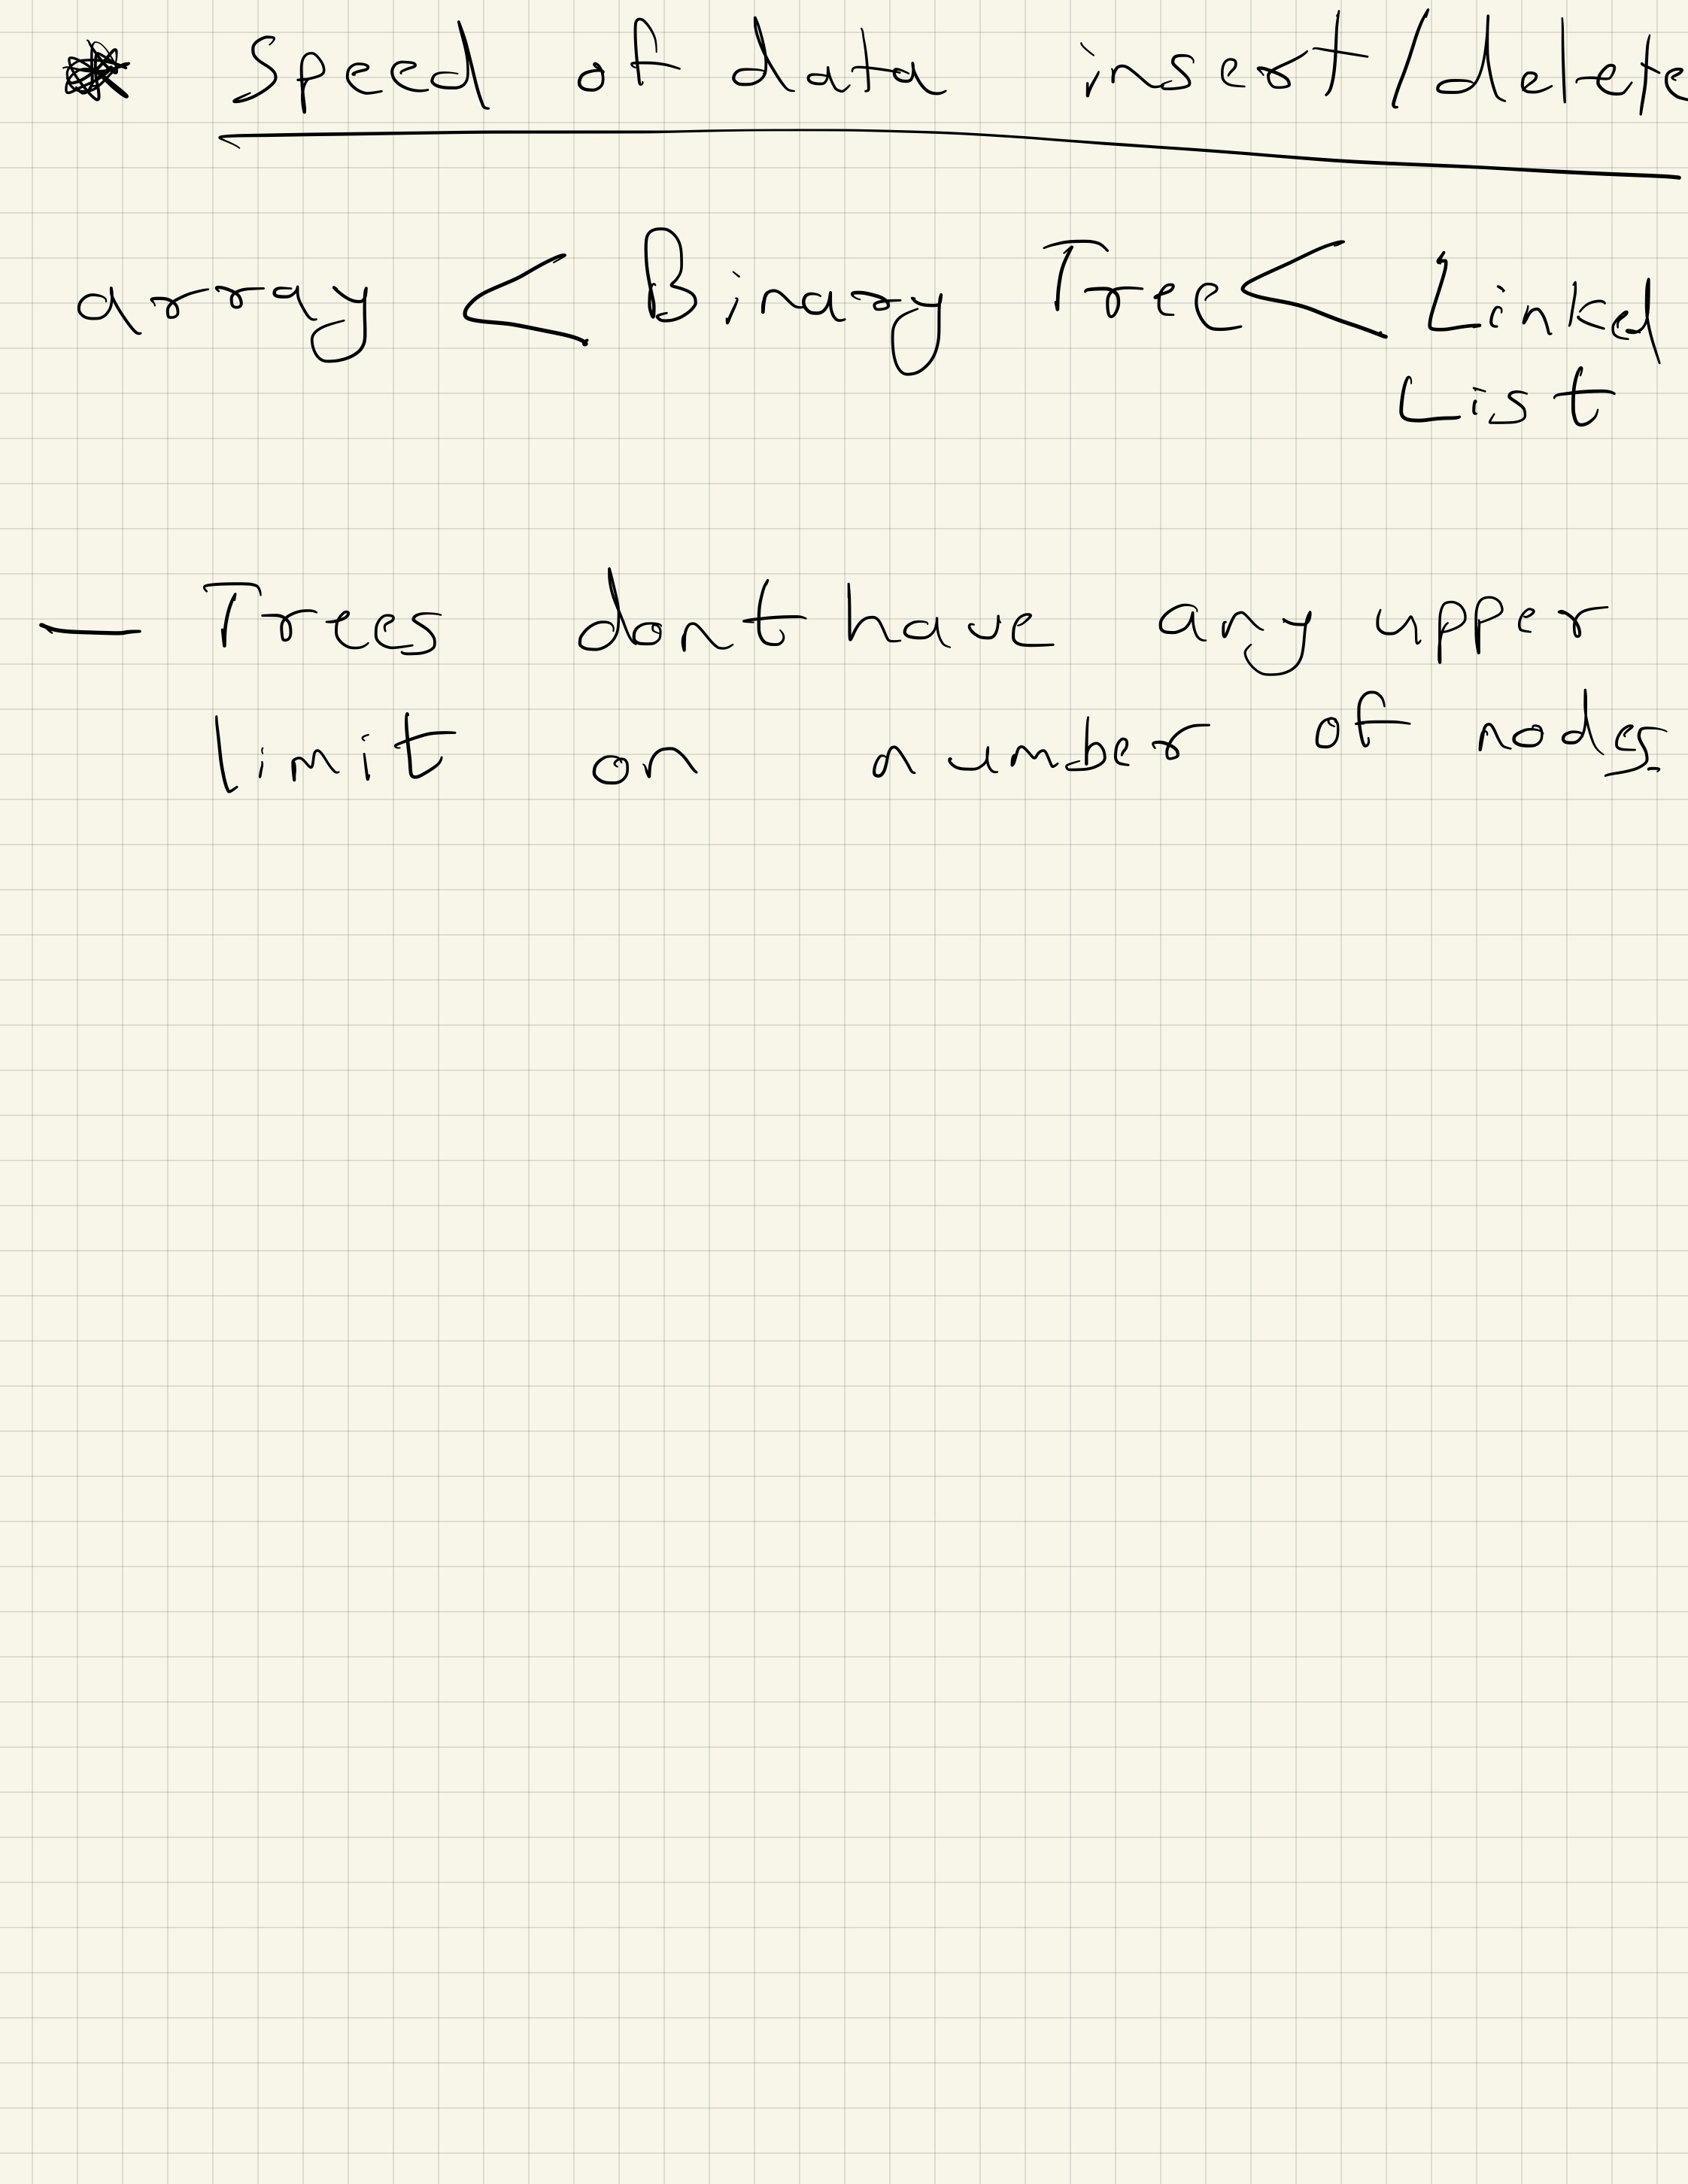 * Speed of data insert/delete
array < Binary Tree < Linked
List
— Trees dont have any upper
limit on number of nodes